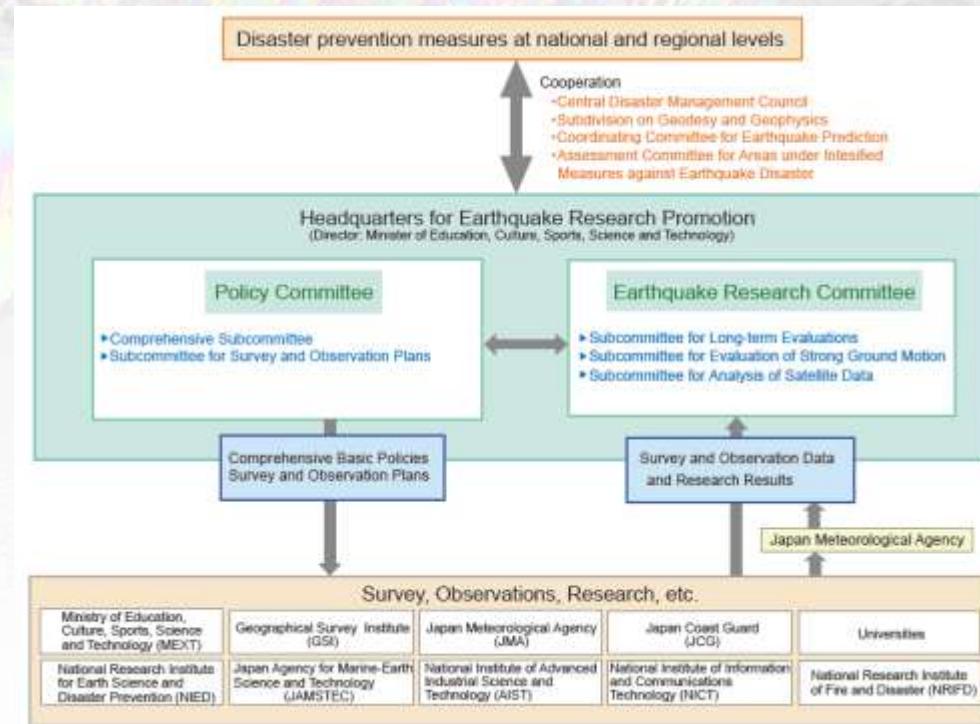 Disaster prevention measures at national and regional levels
Cooperation
•Central Disaster Management Council
•Subdivision on Geodesy and Geophysics
•Coordinating Committee for Earthquake Prediction
•Assessment Committee for Areas under Intesified
Measures against Earthquake Disaster
Headquarters for Earthquake Research Promotion
(Director: Minister of Education, Culture, Sports, Science and Technology)
Policy Committee
▸Comprehensive Subcommittee
▸Subcommittee for Survey and Observation Plans
Earthquake Research Committee
▸Subcommittee for Long-term Evaluations
▸Subcommittee for Evaluation of Strong Ground Motion
▸Subcommittee for Analysis of Satellite Data
Comprehensive Basic Policies
Survey and Observation Plans
Survey and Observation Data
and Research Results
Japan Meteorological Agency
Survey, Observations, Research, etc.
Ministry of Education,
Culture, Sports, Science
and Technology (MEXT)
Geographical Survey Institute
(GSI)
Japan Meteorological Agency
(JMA)
Japan Coast Guard
(JCG)
Universities
National Research Institute
for Earth Science and
Disaster Prevention (NIED)
Japan Agency for Marine-Earth
Science and Technology
(JAMSTEC)
National Institute of Advanced
Industrial Science and
Technology (AIST)
National Institute of Information
and Communications
Technology (NICT)
National Research Institute
of Fire and Disaster (NRIFD)